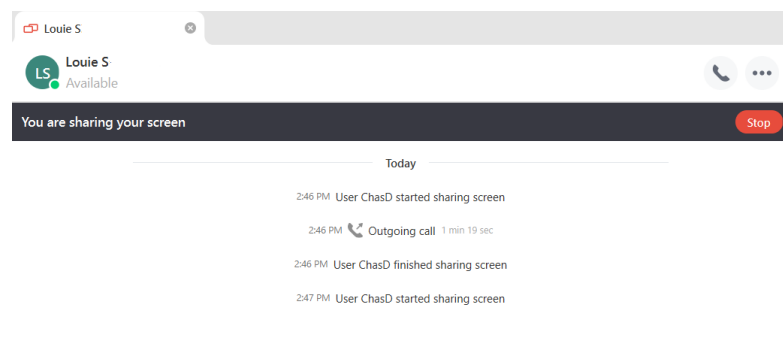 Louie S
LS
Louie S
Available
You are sharing your screen
Stop
Today
2:46 PM User ChasD started sharing screen
2:46 PM Outgoing call 1 min 19 sec
2:46 PM User ChasD finished sharing screen
2:47 PM User ChasD started sharing screen